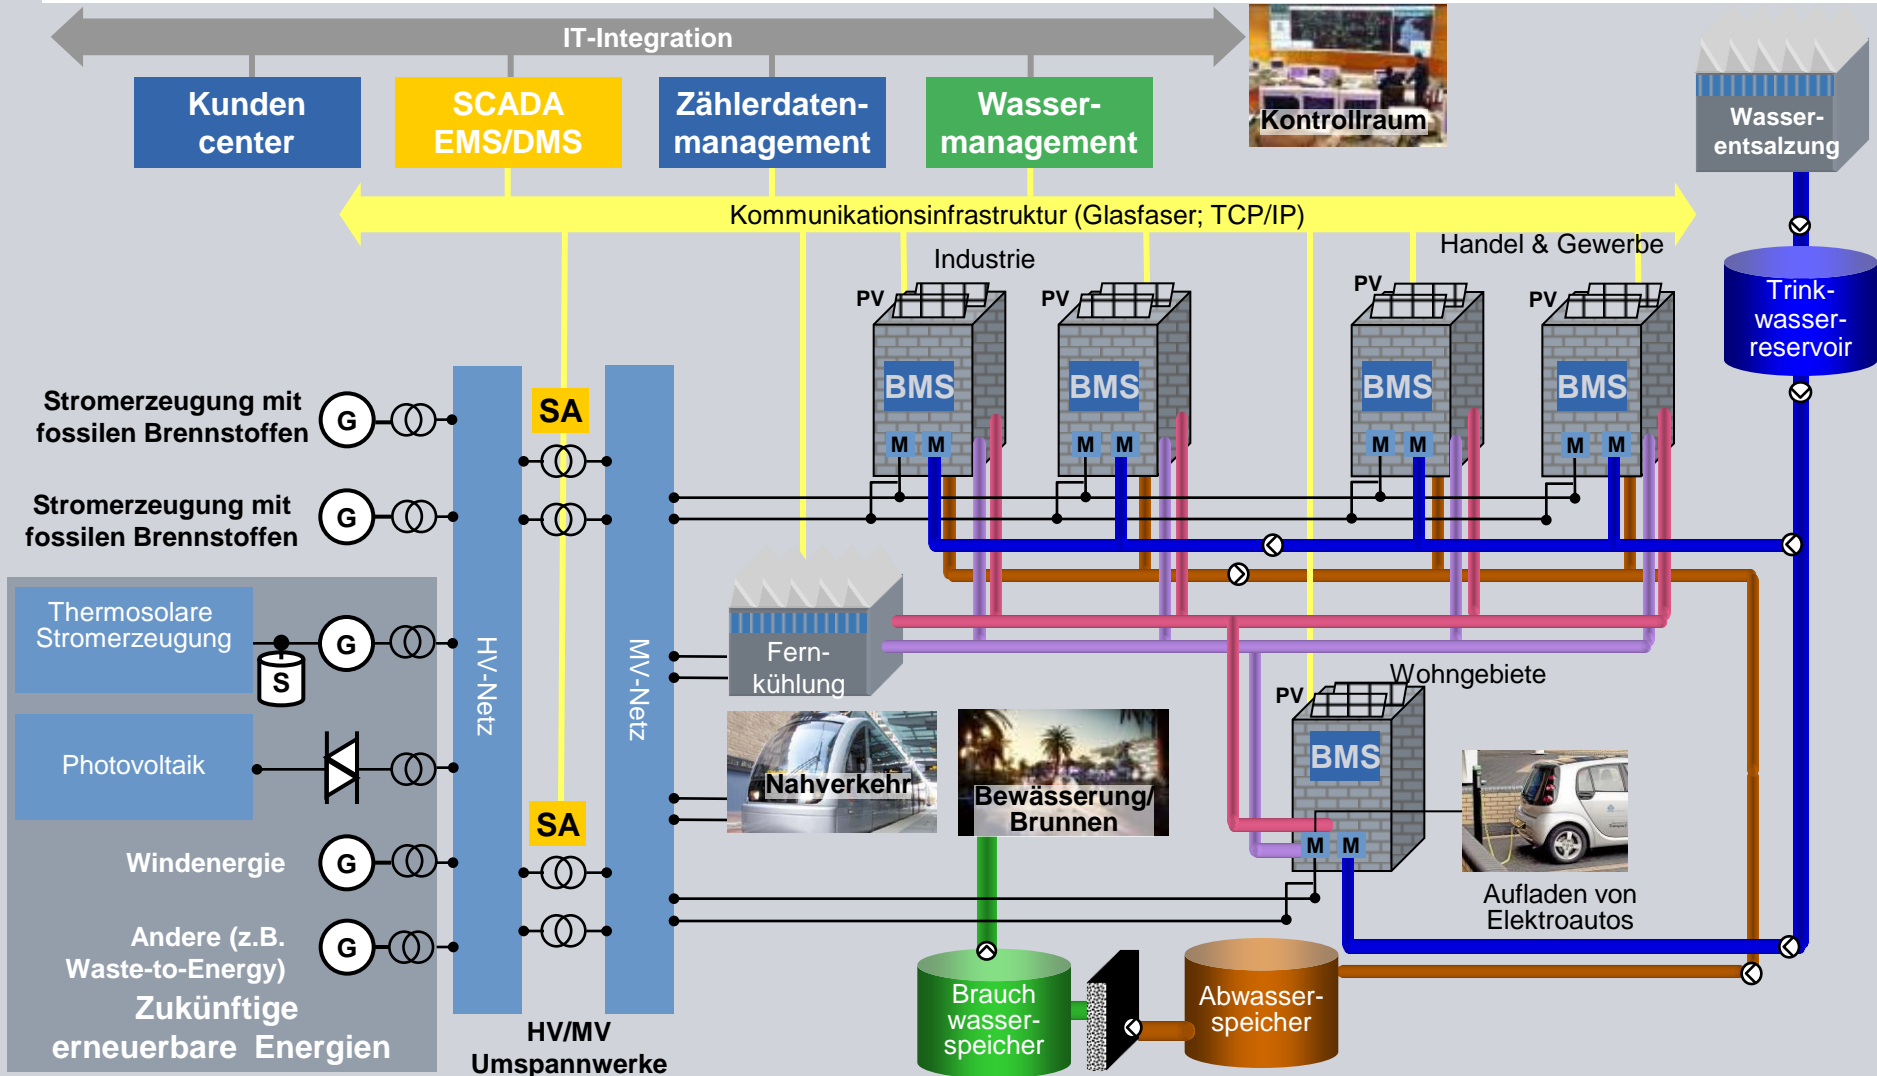 IT-Integration
Kunden
center
SCADA
EMS/DMS
Zählerdaten-
management
Wasser-
management
Kontrollraum
Wasser-
entsalzung
Kommunikationsinfrastruktur (Glasfaser; TCP/IP)
Industrie
Handel & Gewerbe
PV
PV
PV
PV
Trink-
wasser-
reservoir
BMS
BMS
BMS
BMS
M M
M M
M M
M M
Stromerzeugung mit
fossilen Brennstoffen
G
SA
Stromerzeugung mit
fossilen Brennstoffen
G
Thermosolare
Stromerzeugung
G
S
HV-Netz
MV-Netz
Fern-
kühlung
Wohngebiete
PV
BMS
M M
Photovoltaik
Nahverkehr
Bewässerung/
Brunnen
SA
Windenergie
G
Aufladen von
Elektroautos
Andere (z.B.
Waste-to-Energy)
G
Zukünftige
erneuerbare Energien
HV/MV
Umspannwerke
Brauch
wasser-
speicher
Abwasser-
speicher